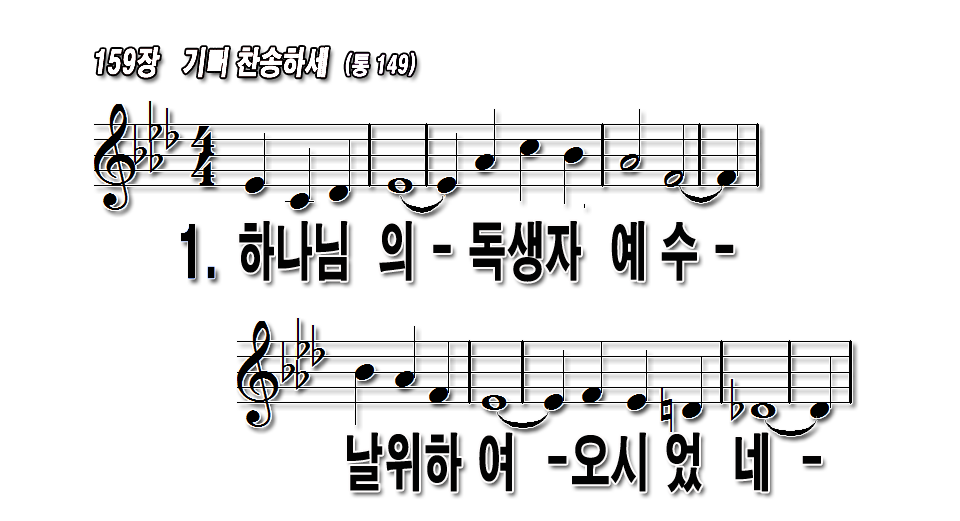 159장 기뻐 찬송하세 (통 149)
1. 하나님 의 - 독생자 예 수 -
날위하 여 -오시 었 네 -